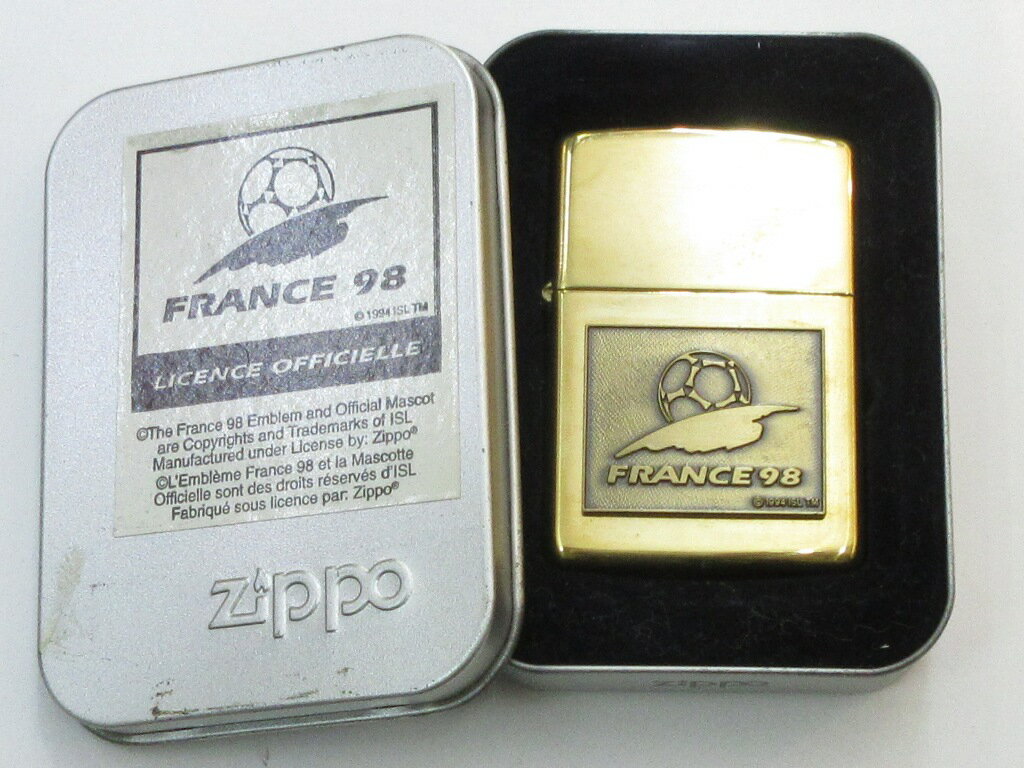 FRANCE 98
© 1994 ISL TM
LICENCE OFFICIELLE
©The France 98 Emblem and Official Mascot
are Copyrights and Trademarks of ISL
Manufactured under License by: Zippo®
©L'Emblème France 98 et la Mascotte
Officielle sont des droits réservés d'ISL
Fabriqué sous licence par: Zippo®
zippo
FRANCE 98
© 1994 ISL TM
zippo